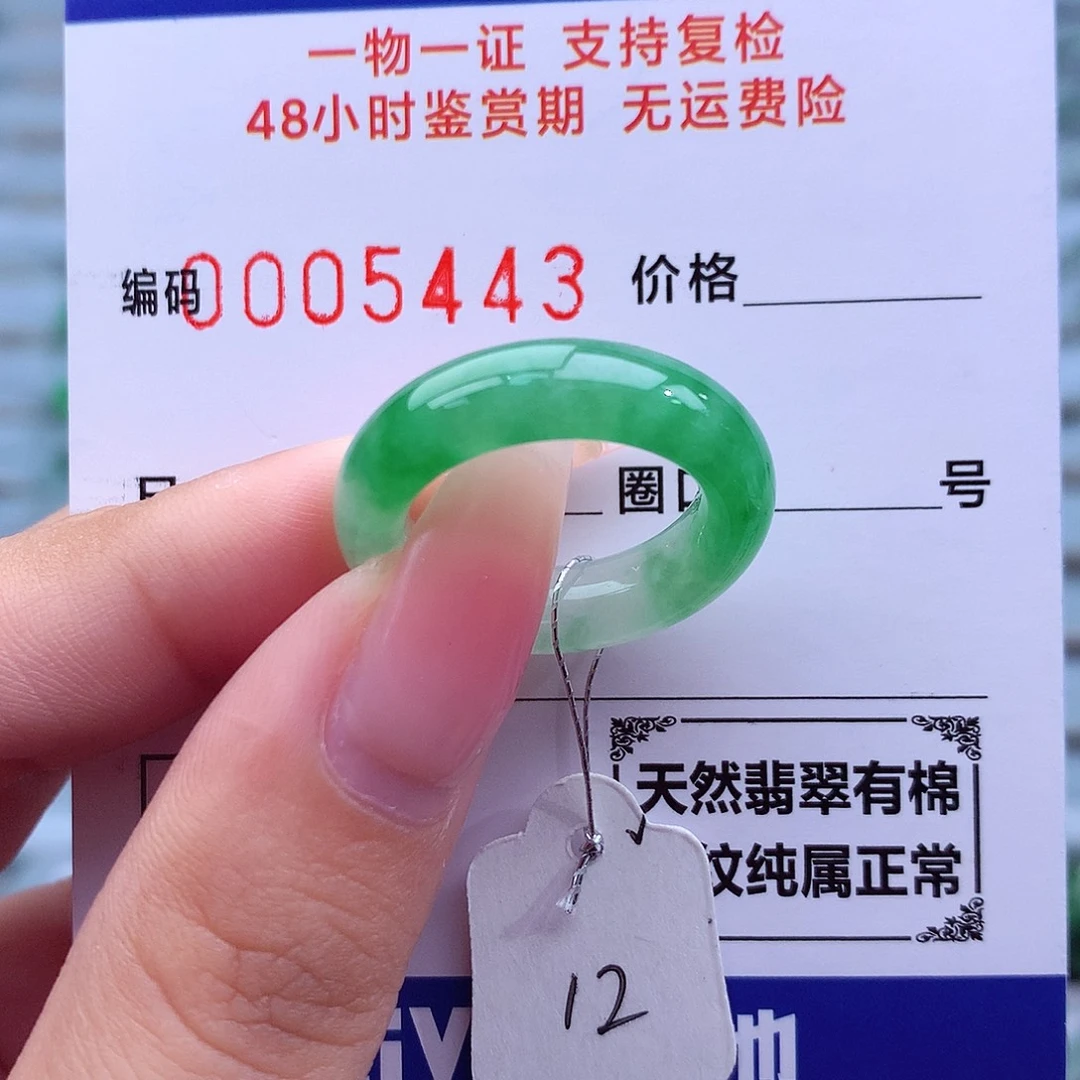 一物一证 支持复检
48小时鉴赏期 无运费险
编码0005443 价格
圈口 号
天然翡翠有棉
纹纯属正常
12